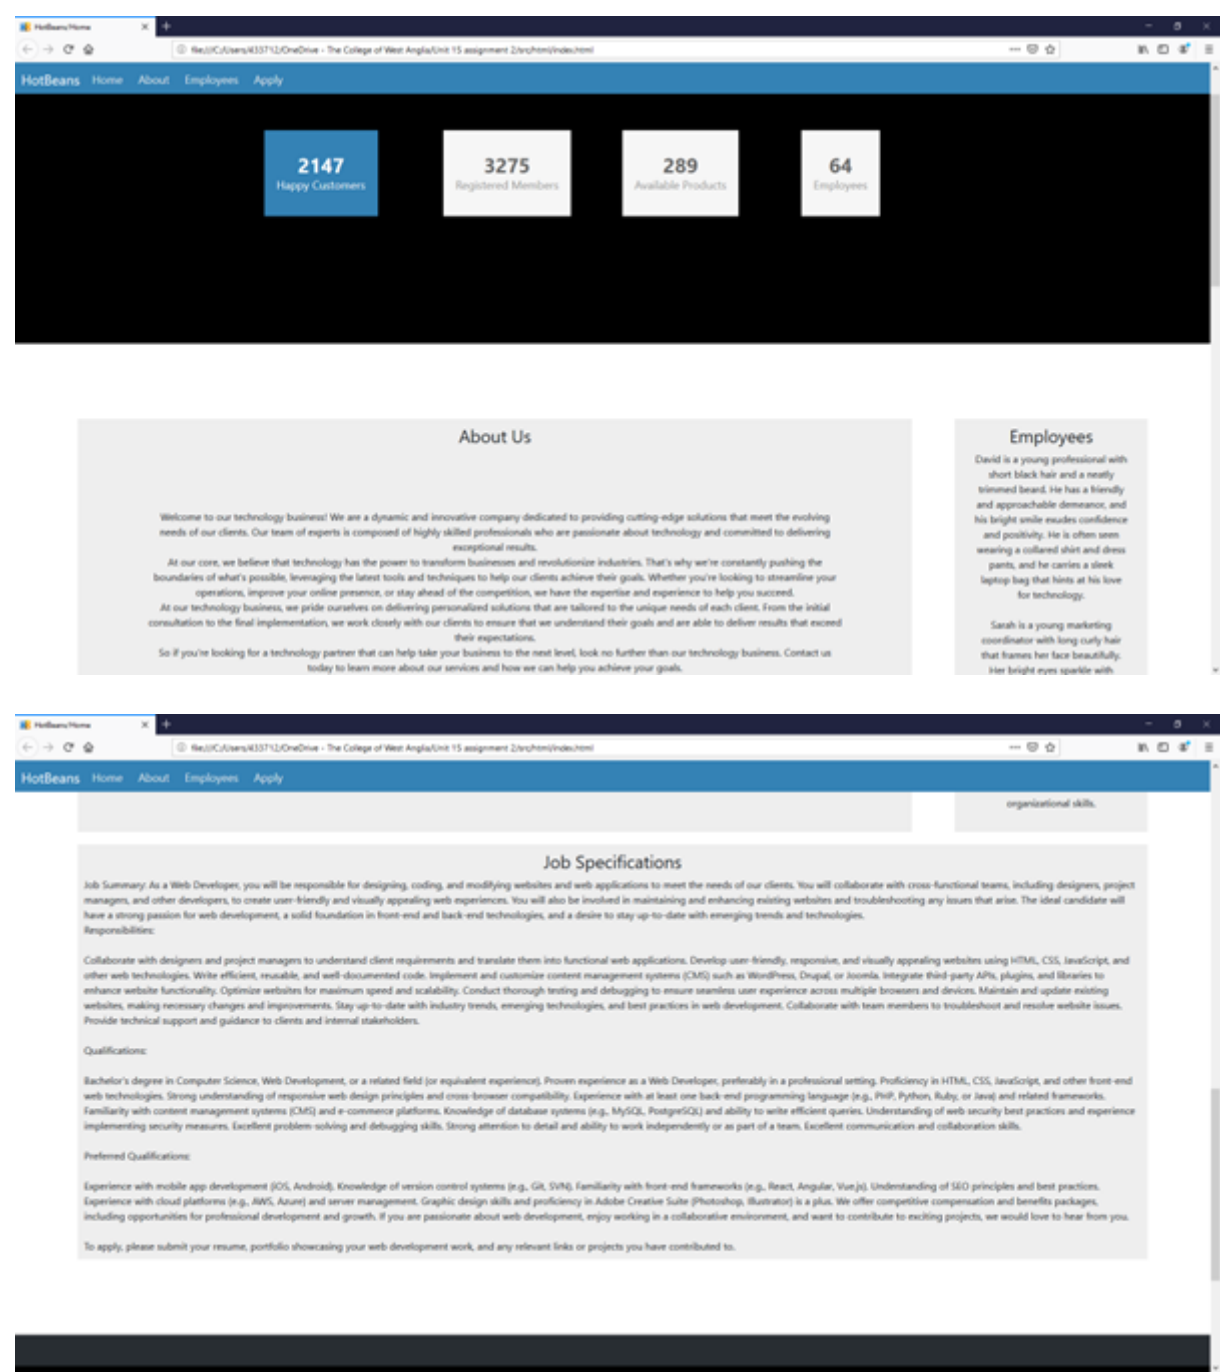 HotBeans/Home
file:///C:/Users/433712/OneDrive - The College of West Anglia/Unit 15 assignment 2/src/html/index.html
HotBeans Home About Employees Apply
2147 3275 289 64
Happy Customers Registered Members Available Products Employees
About Us
Welcome to our technology business! We are a dynamic and innovative company dedicated to providing cutting-edge solutions that meet the evolving
needs of our clients. Our team of experts is composed of highly skilled professionals who are passionate about technology and committed to delivering
exceptional results.
At our core, we believe that technology has the power to transform businesses and revolutionize industries. That's why we're constantly pushing the
boundaries of what's possible, leveraging the latest tools and techniques to help our clients achieve their goals. Whether you're looking to streamline your
operations, improve your online presence, or stay ahead of the competition, we have the expertise and experience to help you succeed.
At our technology business, we pride ourselves on delivering personalized solutions that are tailored to the unique needs of each client. From the initial
consultation to the final implementation, we work closely with our clients to ensure that we understand their goals and are able to deliver results that exceed
their expectations.
So if you're looking for a technology partner that can help take your business to the next level, look no further than our technology business. Contact us
today to learn more about our services and how we can help you achieve your goals.
Employees
David is a young professional with
short black hair and a neatly
trimmed beard. He has a friendly
and approachable demeanor, and
his bright smile exudes confidence
and positivity. He is often seen
wearing a collared shirt and dress
pants, and he carries a sleek
laptop bag that hints at his love
for technology.
Sarah is a young marketing
coordinator with long curly hair
that frames her face beautifully.
Her bright eyes sparkle with
HotBeans/Home
file:///C:/Users/433712/OneDrive - The College of West Anglia/Unit 15 assignment 2/src/html/index.html
HotBeans Home About Employees Apply
organizational skills.
Job Specifications
Job Summary: As a Web Developer, you will be responsible for designing, coding, and modifying websites and web applications to meet the needs of our clients. You will collaborate with cross-functional teams, including designers, project
managers, and other developers, to create user-friendly and visually appealing web experiences. You will also be involved in maintaining and enhancing existing websites and troubleshooting any issues that arise. The ideal candidate will
have a strong passion for web development, a solid foundation in front-end and back-end technologies, and a desire to stay up-to-date with emerging trends and technologies.
Responsibilities:
Collaborate with designers and project managers to understand client requirements and translate them into functional web applications. Develop user-friendly, responsive, and visually appealing websites using HTML, CSS, JavaScript, and
other web technologies. Write efficient, reusable, and well-documented code. Implement and customize content management systems (CMS) such as WordPress, Drupal, or Joomla. Integrate third-party APIs, plugins, and libraries to
enhance website functionality. Optimize websites for maximum speed and scalability. Conduct thorough testing and debugging to ensure seamless user experience across multiple browsers and devices. Maintain and update existing
websites, making necessary changes and improvements. Stay up-to-date with industry trends, emerging technologies, and best practices in web development. Collaborate with team members to troubleshoot and resolve website issues.
Provide technical support and guidance to clients and internal stakeholders.
Qualifications:
Bachelor's degree in Computer Science, Web Development, or a related field (or equivalent experience). Proven experience as a Web Developer, preferably in a professional setting. Proficiency in HTML, CSS, JavaScript, and other front-end
web technologies. Strong understanding of responsive web design principles and cross-browser compatibility. Experience with at least one back-end programming language (e.g., PHP, Python, Ruby, or Java) and related frameworks.
Familiarity with content management systems (CMS) and e-commerce platforms. Knowledge of database systems (e.g., MySQL, PostgreSQL) and ability to write efficient queries. Understanding of web security best practices and experience
implementing security measures. Excellent problem-solving and debugging skills. Strong attention to detail and ability to work independently or as part of a team. Excellent communication and collaboration skills.
Preferred Qualifications:
Experience with mobile app development (iOS, Android). Knowledge of version control systems (e.g., Git, SVN). Familiarity with front-end frameworks (e.g., React, Angular, Vue.js). Understanding of SEO principles and best practices.
Experience with cloud platforms (e.g., AWS, Azure) and server management. Graphic design skills and proficiency in Adobe Creative Suite (Photoshop, Illustrator) is a plus. We offer competitive compensation and benefits packages,
including opportunities for professional development and growth. If you are passionate about web development, enjoy working in a collaborative environment, and want to contribute to exciting projects, we would love to hear from you.
To apply, please submit your resume, portfolio showcasing your web development work, and any relevant links or projects you have contributed to.